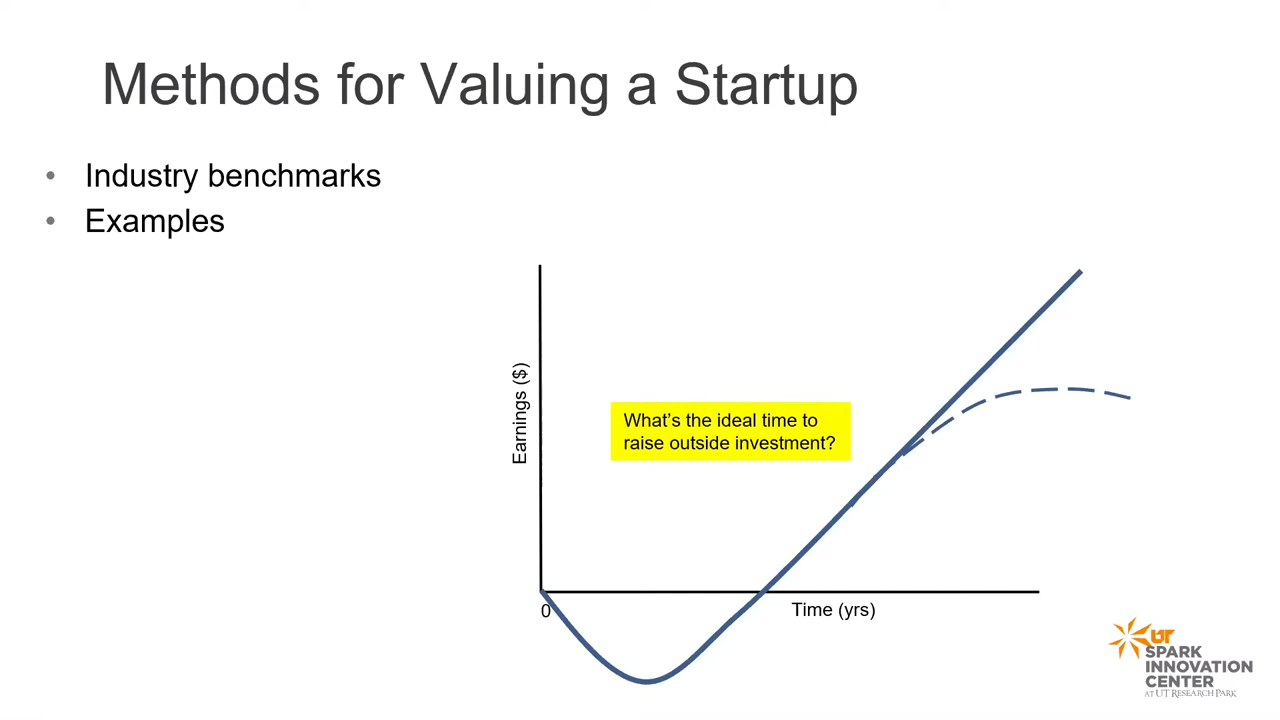 Methods for Valuing a Startup
• Industry benchmarks
• Examples
Earnings ($)
What's the ideal time to
raise outside investment?
0
Time (yrs)
UT
SPARK
INNOVATION
CENTER
AT UT RESEARCH PARK